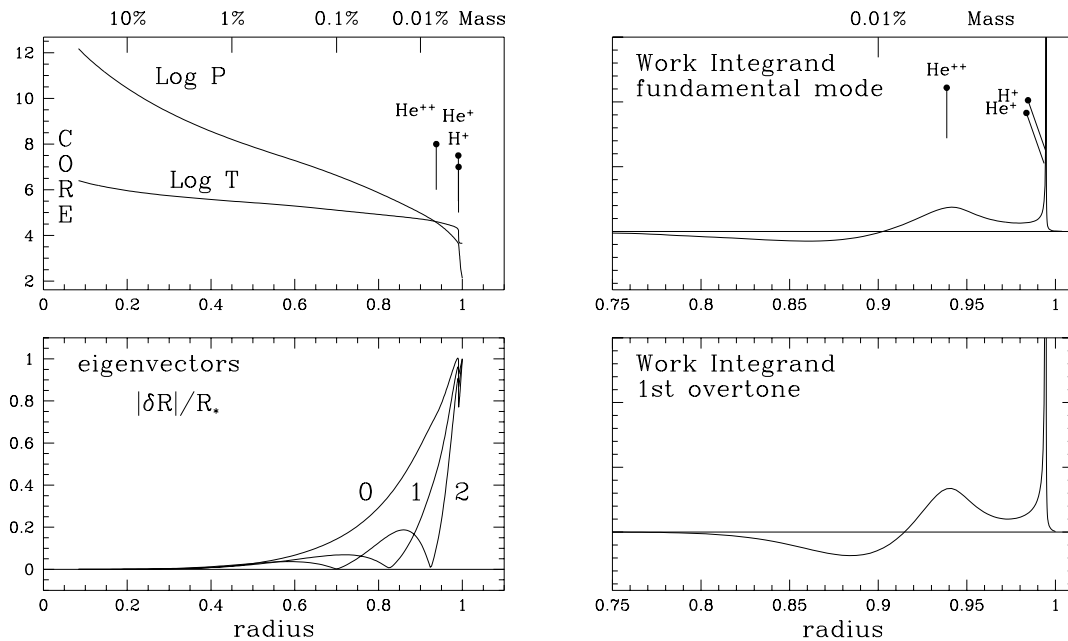 10% 1% 0.1% 0.01% Mass
12
10
8
6
4
2
Log P
Log T
CORE
He++ He+
H+
0 0.2 0.4 0.6 0.8 1
0.01% Mass
Work Integrand
fundamental mode
He++
H+
He+
0.75 0.8 0.85 0.9 0.95 1
1
0.8
0.6
0.4
0.2
0
eigenvectors
|δR|/R*
0 1 2
0 0.2 0.4 0.6 0.8 1
radius
Work Integrand
1st overtone
0.75 0.8 0.85 0.9 0.95 1
radius